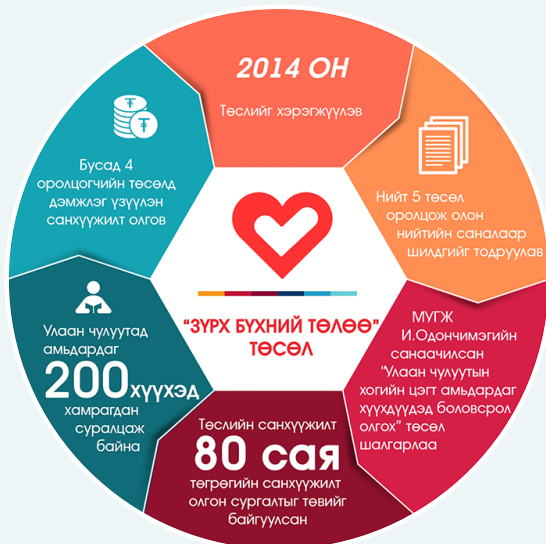 2014 ОН
Төслийг хэрэгжүүлэв
Нийт 5 төсөл
оролцож олон
нийтийн саналаар
шилдгийг тодруулав
МУГЖ
И.Одончимэгийн
санаачилсан
“Улаан чулуутын
хогийн цэгт амьдардаг
хүүхдүүдэд боловсрол
олгох” төсөл
шалгарлаа
Төслийн санхүүжилт
80 сая
төгрөгийн санхүүжилт
олгон сургалтыг төвийг
байгуулсан
Улаан чулуутад
амьдардаг
200 хүүхэд
хамрагдан
суралцаж
байна
Бусад 4
оролцогчийн төсөлд
дэмжлэг үзүүлэн
санхүүжилт олгов
“ЗҮРХ БҮХНИЙ ТӨЛӨӨ”
ТӨСӨЛ